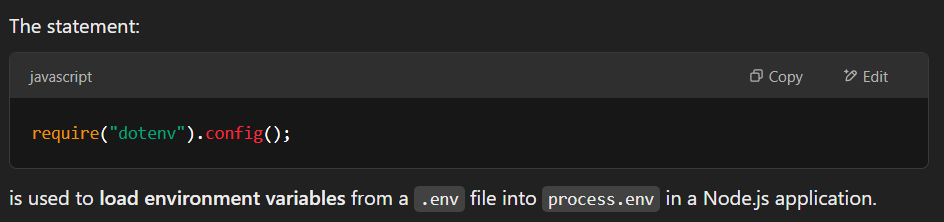 The statement:
javascript
Copy
Edit
require("dotenv").config();
is used to load environment variables from a .env file into process.env in a Node.js application.